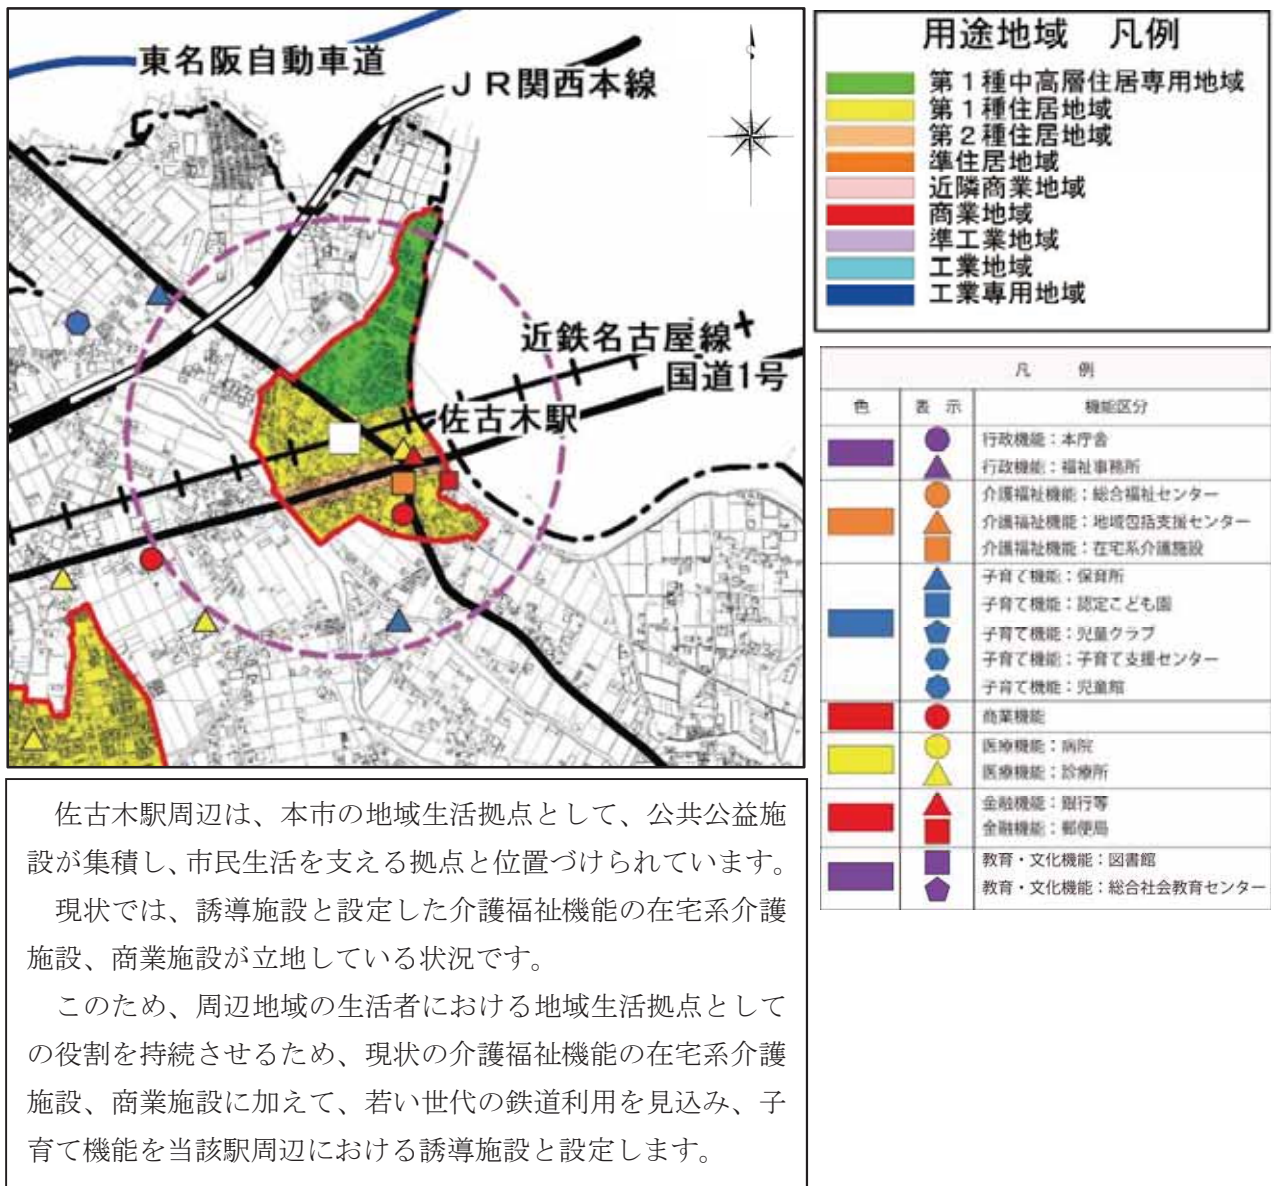 東名阪自動車道
JR関西本線
近鉄名古屋線
国道1号
佐古木駅
用途地域 凡例
第1種中高層住居専用地域
第1種住居地域
第2種住居地域
準住居地域
近隣商業地域
商業地域
準工業地域
工業地域
工業専用地域
凡 例
色 表示 機能区分
行政機能:本庁舎
行政機能:福祉事務所
介護福祉機能:総合福祉センター
介護福祉機能:地域包括支援センター
介護福祉機能:在宅系介護施設
子育て機能:保育所
子育て機能:認定こども園
子育て機能:児童クラブ
子育て機能:子育て支援センター
子育て機能:児童館
商業機能
医療機能:病院
医療機能:診療所
金融機能:銀行等
金融機能:郵便局
教育・文化機能:図書館
教育・文化機能:総合社会教育センター
佐古木駅周辺は、本市の地域生活拠点として、公共公益施
設が集積し、市民生活を支える拠点と位置づけられています。
現状では、誘導施設と設定した介護福祉機能の在宅系介護
施設、商業施設が立地している状況です。
このため、周辺地域の生活者における地域生活拠点として
の役割を持続させるため、現状の介護福祉機能の在宅系介護
施設、商業施設に加えて、若い世代の鉄道利用を見込み、子
育て機能を当該駅周辺における誘導施設と設定します。